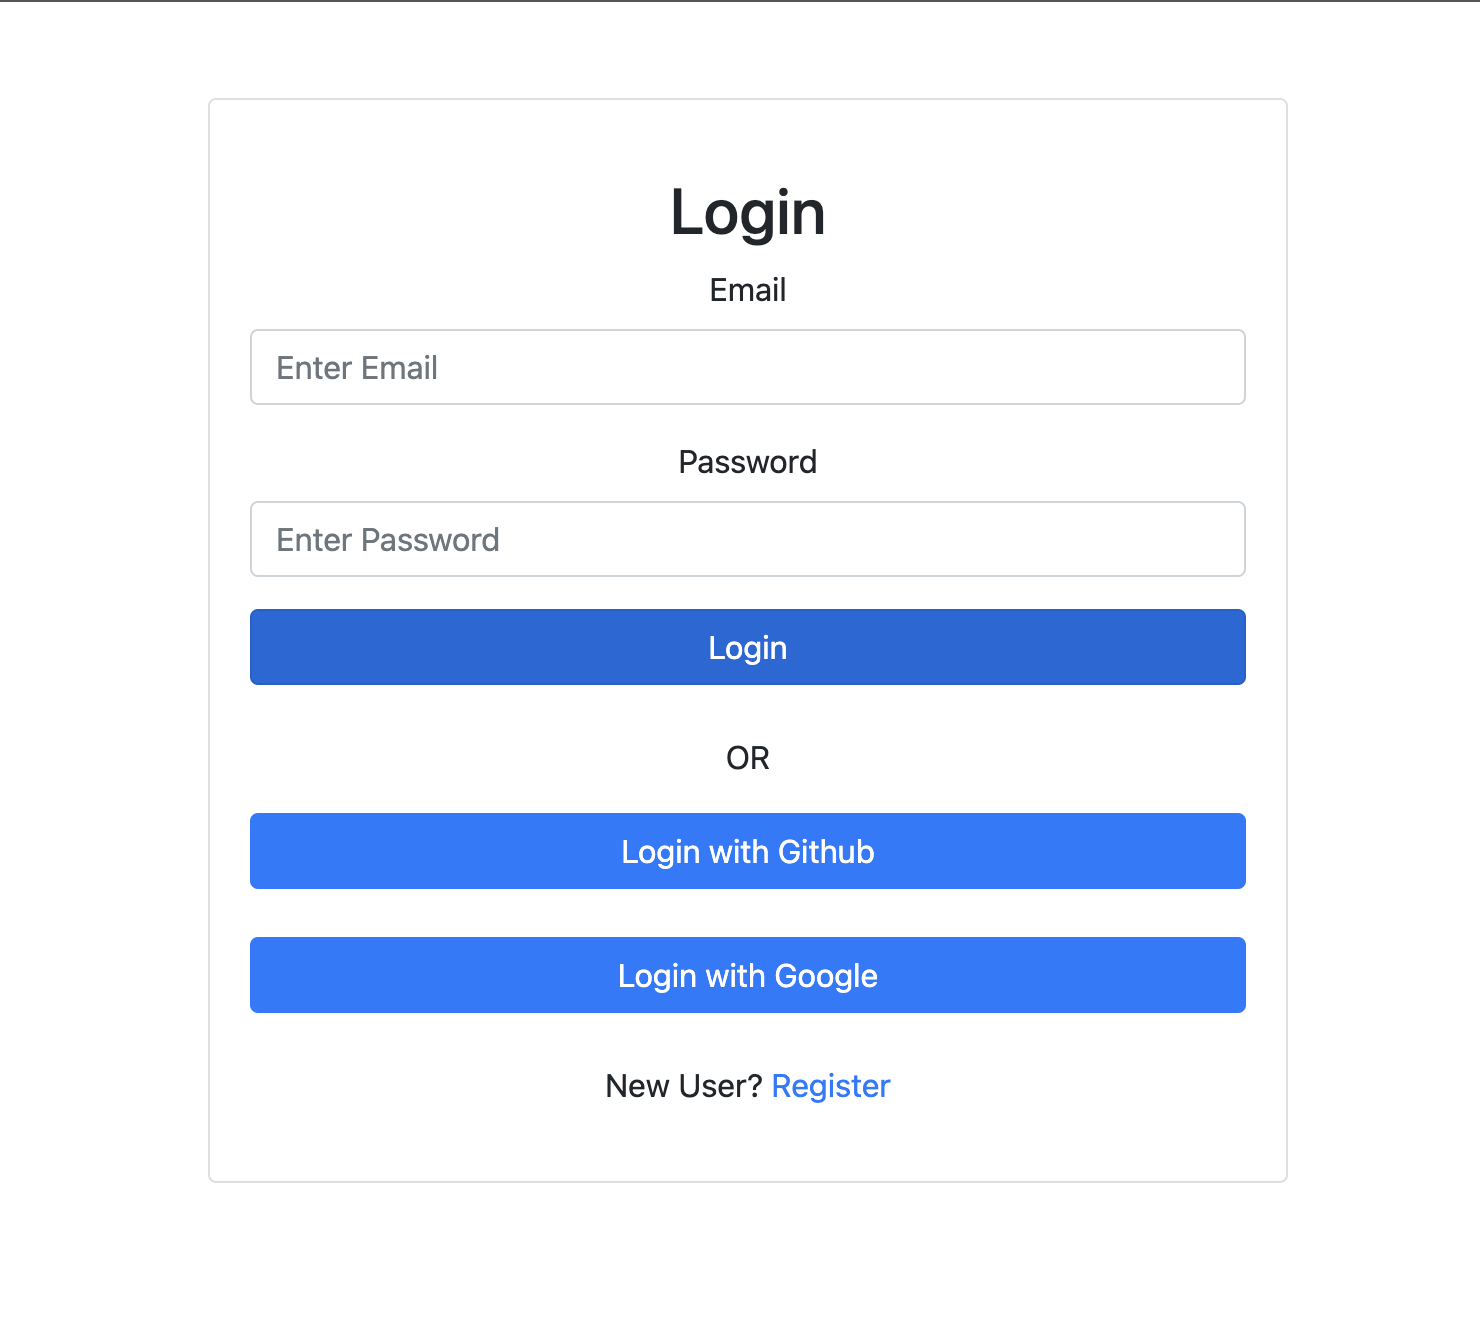 Login
Email
Enter Email
Password
Enter Password
Login
OR
Login with Github
Login with Google
New User? Register